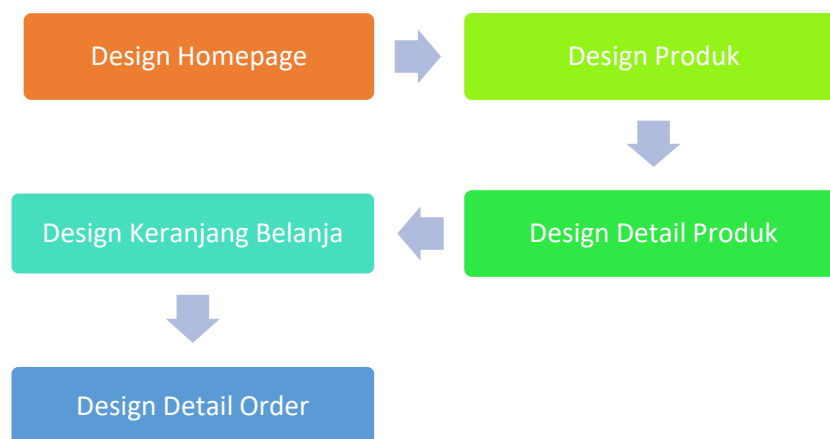 Design Homepage
Design Produk
Design Detail Produk
Design Keranjang Belanja
Design Detail Order